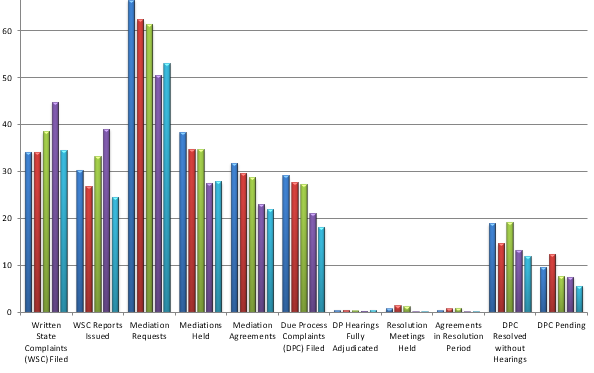 60
50
40
30
20
10
0
Written
State
Complaints
(WSC) Filed
WSC Reports
Issued
Mediation
Requests
Mediations
Held
Mediation
Agreements
Due Process
Complaints
(DPC) Filed
DP Hearings
Fully
Adjudicated
Resolution
Meetings
Held
Agreements
in Resolution
Period
DPC
Resolved
without
Hearings
DPC Pending